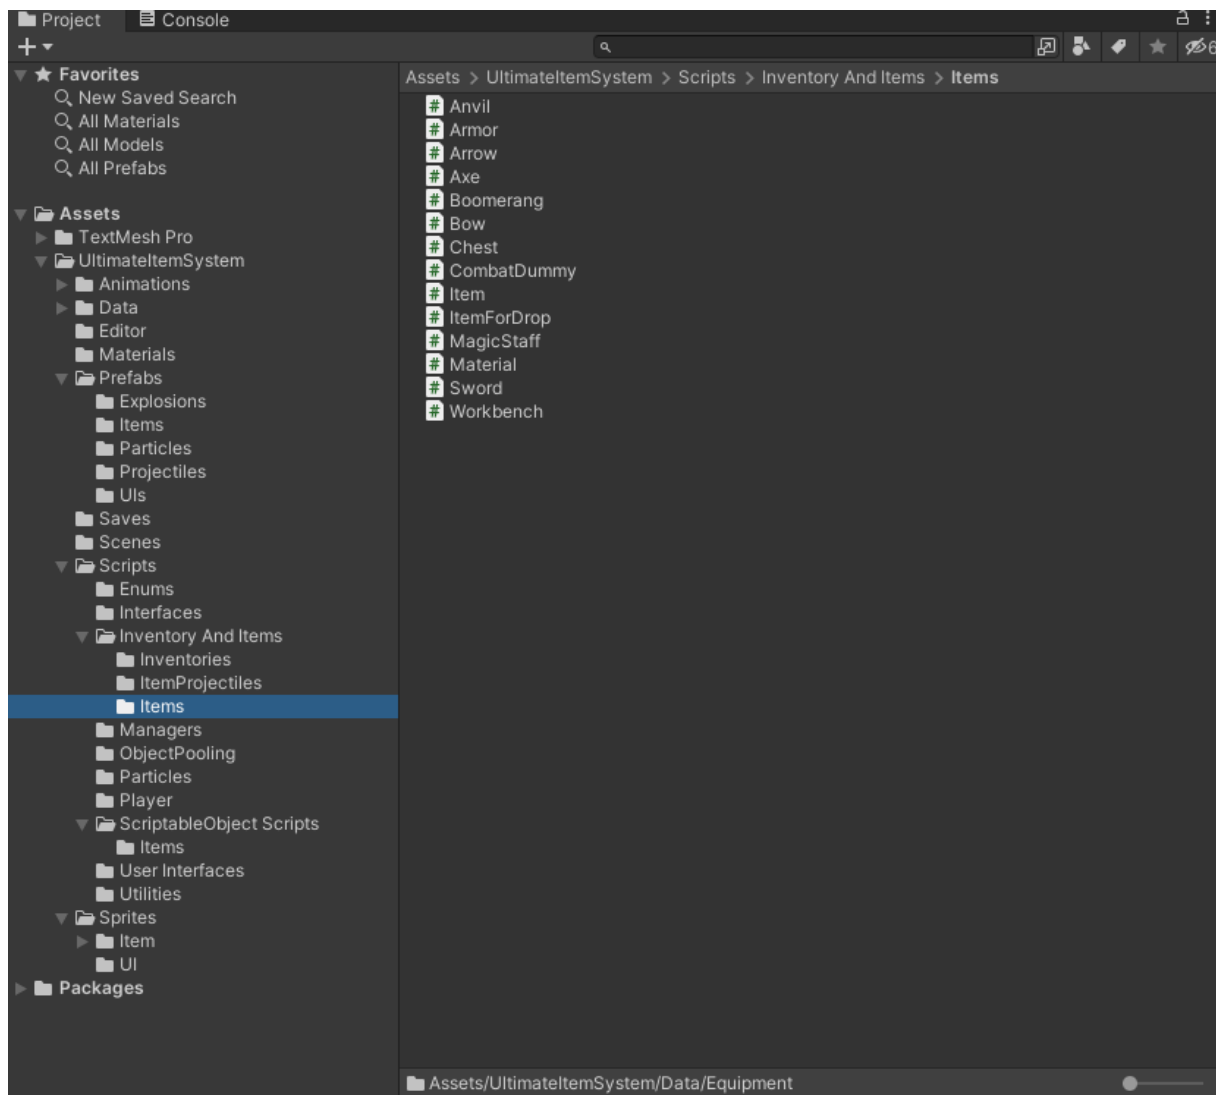 Project
Console
Favorites
New Saved Search
All Materials
All Models
All Prefabs
Assets
TextMesh Pro
UltimateItemSystem
Animations
Data
Editor
Materials
Prefabs
Explosions
Items
Particles
Projectiles
UIs
Saves
Scenes
Scripts
Enums
Interfaces
Inventory And Items
Inventories
ItemProjectiles
Items
Managers
ObjectPooling
Particles
Player
ScriptableObject Scripts
Items
User Interfaces
Utilities
Sprites
Item
UI
Packages
6
Assets > UltimateItemSystem > Scripts > Inventory And Items > Items
# Anvil
# Armor
# Arrow
# Axe
# Boomerang
# Bow
# Chest
# CombatDummy
# Item
# ItemForDrop
# MagicStaff
# Material
# Sword
# Workbench
Assets/UltimateItemSystem/Data/Equipment